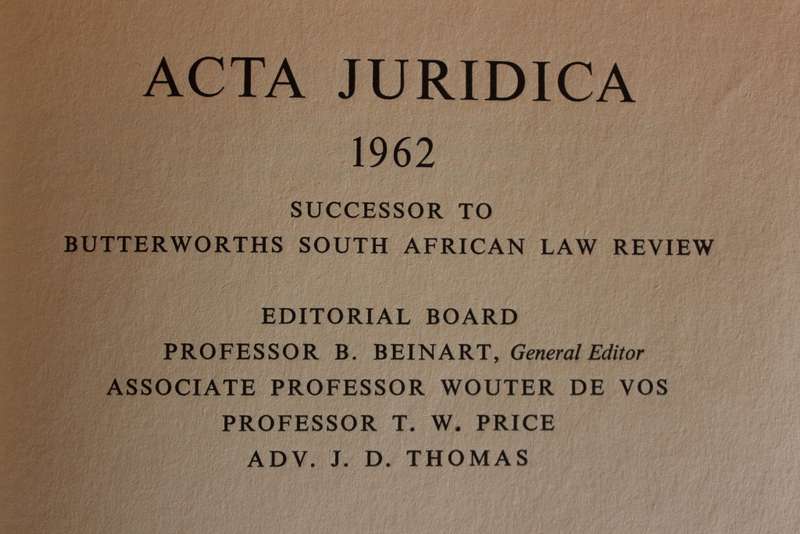 ACTA JURIDICA
1962
SUCCESSOR TO
BUTTERWORTHS SOUTH AFRICAN LAW REVIEW
EDITORIAL BOARD
PROFESSOR B. BEINART, General Editor
ASSOCIATE PROFESSOR WOUTER DE VOS
PROFESSOR T. W. PRICE
ADV. J. D. THOMAS